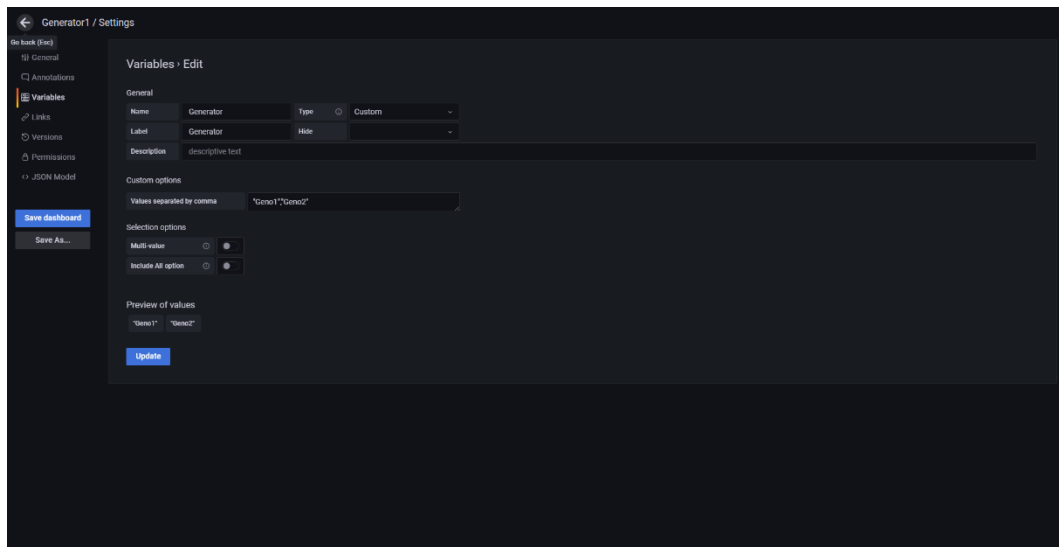 Generator1 / Settings
Go back (Esc)
General
Annotations
Variables
Links
Versions
Permissions
JSON Model
Save dashboard
Save As...
Variables › Edit
General
Name Generator Type Custom
Label Generator Hide
Description descriptive text
Custom options
Values separated by comma "Geno1","Geno2"
Selection options
Multi-value
Include All option
Preview of values
"Geno1" "Geno2"
Update